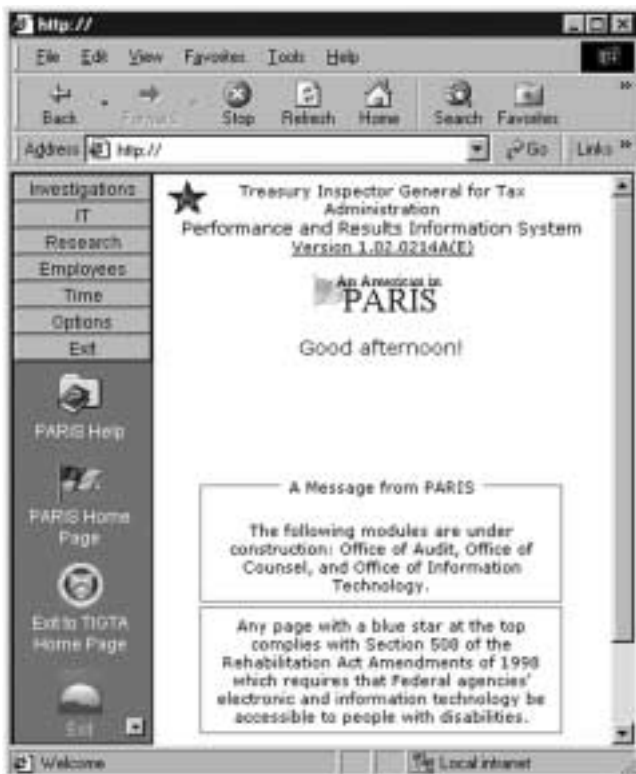 http://
File Edit View Favorites Tools Help
Back Forward Stop Refresh Home Search Favorites
Address http:// Go Links
Investigations
IT
Research
Employees
Time
Options
Exit
PARIS Help
PARIS Home
Page
Exit to TIGTA
Home Page
Exit
Treasury Inspector General for Tax
Administration
Performance and Results Information System
Version 1.02.0214A(E)
An American in
PARIS
Good afternoon!
A Message from PARIS
The following modules are under
construction: Office of Audit, Office of
Counsel, and Office of Information
Technology.
Any page with a blue star at the top
complies with Section 508 of the
Rehabilitation Act Amendments of 1998
which requires that Federal agencies'
electronic and information technology be
accessible to people with disabilities.
Welcome
Local intranet